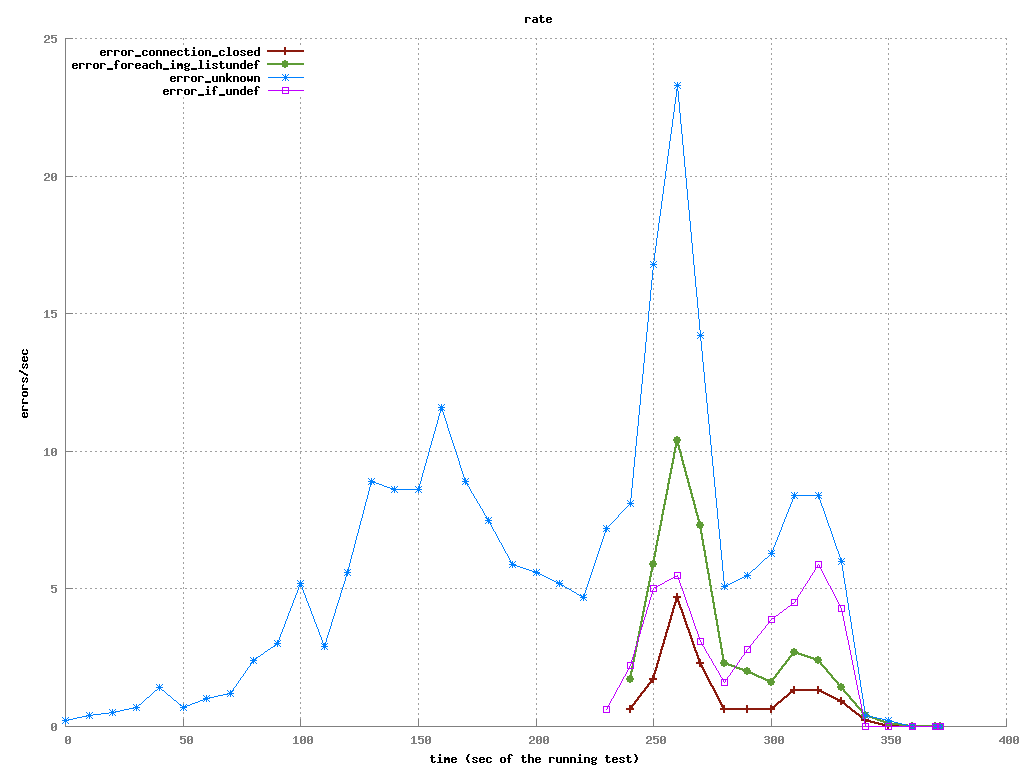 rate
25
error_connection_closed
error_foreach_img_listundef
error_unknown
error_if_undef
20
15
errors/sec
10
5
0
0 50 100 150 200 250 300 350 400
time (sec of the running test)